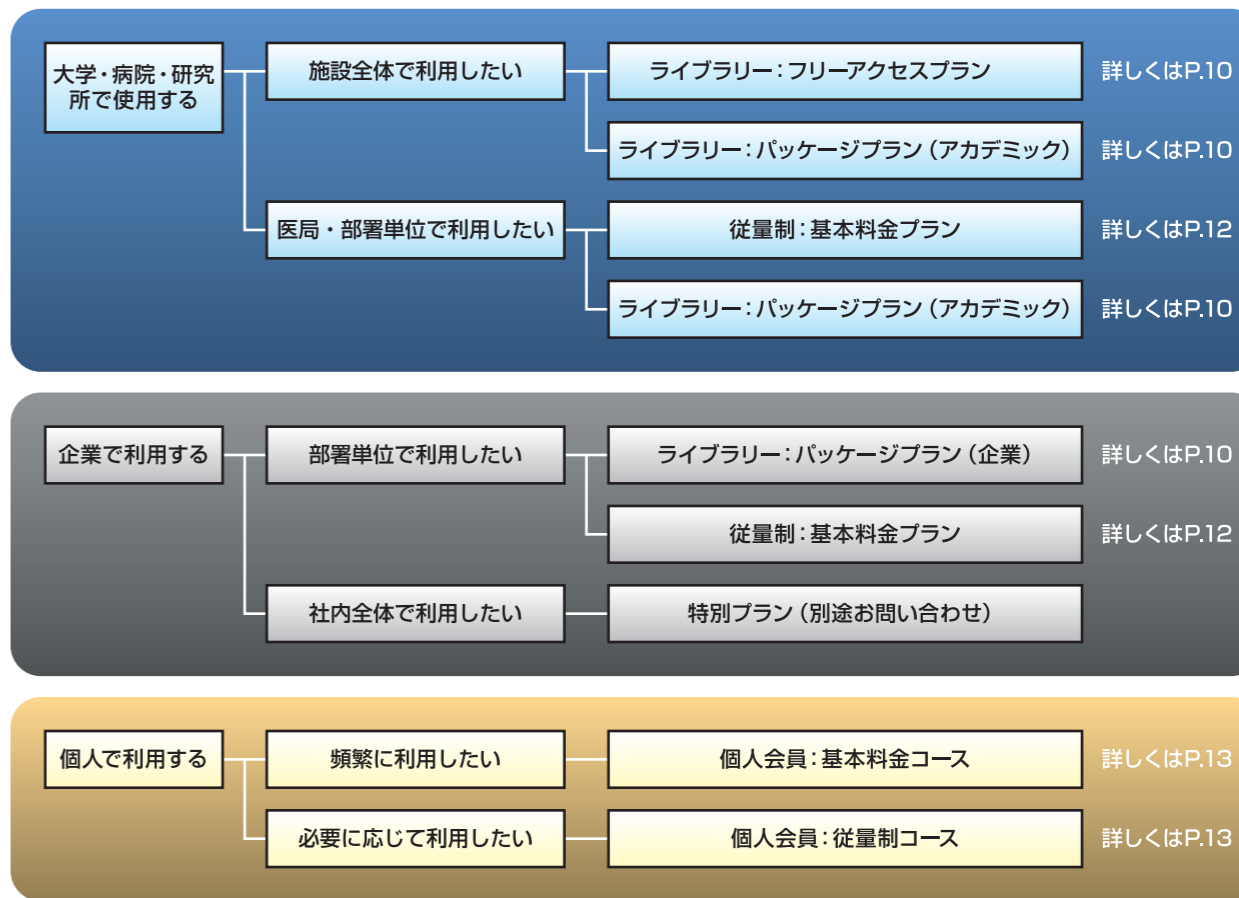 大学・病院・研究
所で使用する
施設全体で利用したい
ライブラリー：フリーアクセスプラン
詳しくはP.10
ライブラリー：パッケージプラン（アカデミック）
詳しくはP.10
医局・部署単位で利用したい
従量制：基本料金プラン
詳しくはP.12
ライブラリー：パッケージプラン（アカデミック）
詳しくはP.10
企業で利用する
部署単位で利用したい
ライブラリー：パッケージプラン（企業）
詳しくはP.10
従量制：基本料金プラン
詳しくはP.12
社内全体で利用したい
特別プラン（別途お問い合わせ）
個人で利用する
頻繁に利用したい
個人会員：基本料金コース
詳しくはP.13
必要に応じて利用したい
個人会員：従量制コース
詳しくはP.13